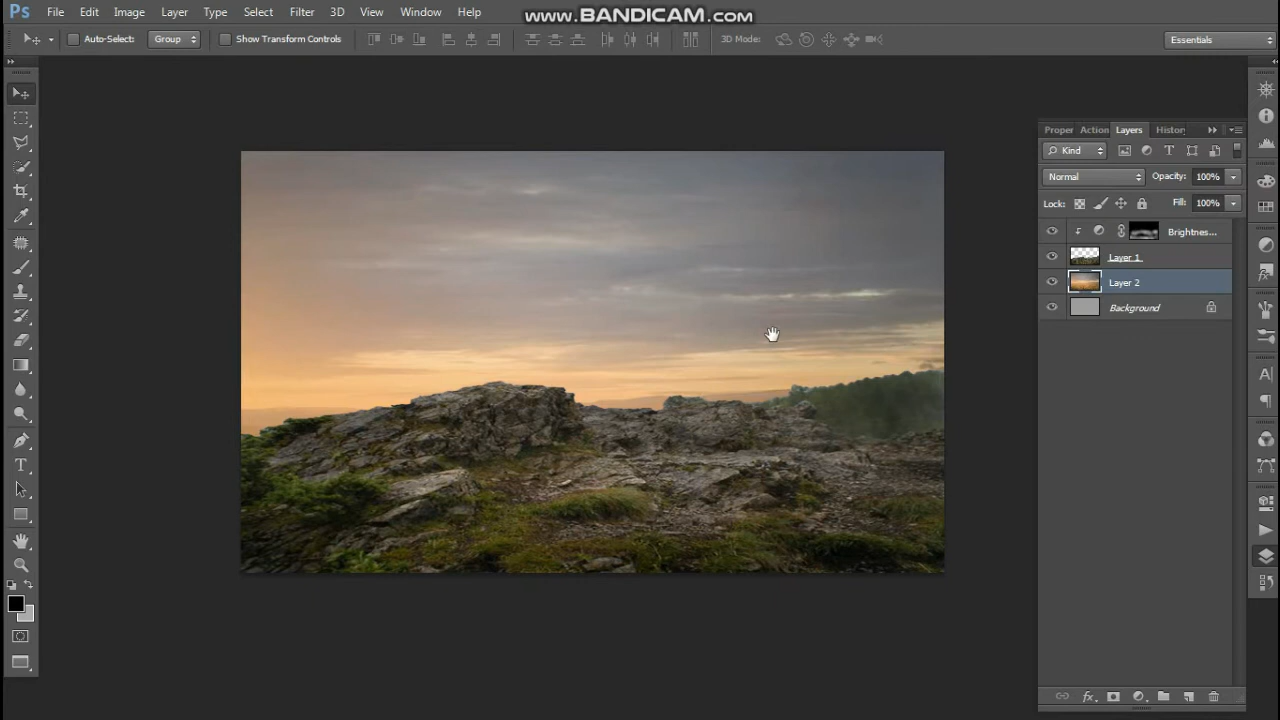 Ps File Edit Image Layer Type Select Filter 3D View Window Help
www.BANDICAM.com
Auto-Select: Group Show Transform Controls 3D Mode: Essentials
Proper Action Layers History
Kind T
Normal Opacity: 100%
Lock: Fill: 100%
Brightnes...
Layer 1
Layer 2
Background